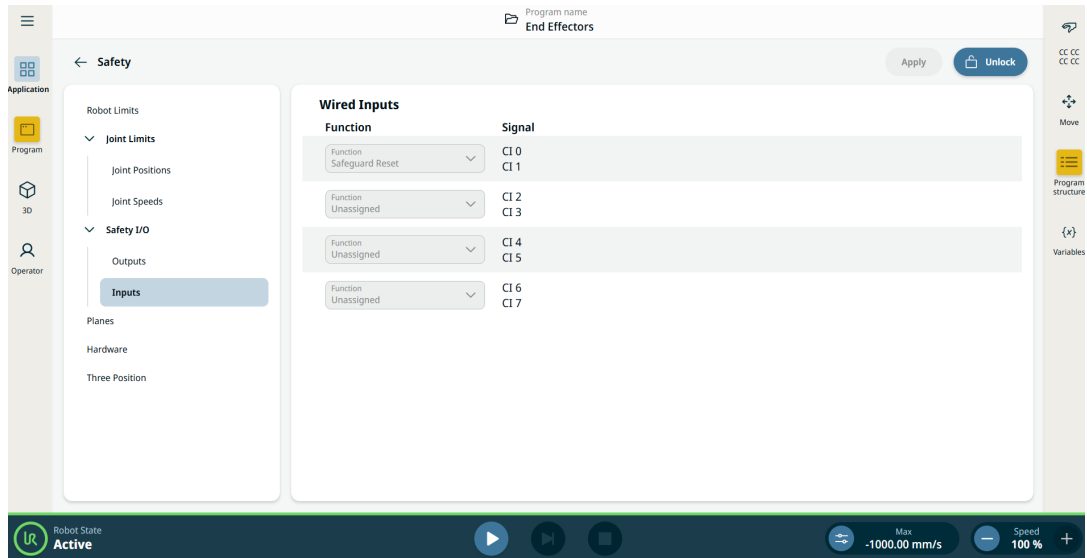 Program name
End Effectors
Safety
Apply
Unlock
CC CC
CC CC
Application
Program
3D
Operator
Robot Limits
Joint Limits
Joint Positions
Joint Speeds
Safety I/O
Outputs
Inputs
Planes
Hardware
Three Position
Wired Inputs
Function Signal
Function
Safeguard Reset
CI 0
CI 1
Function
Unassigned
CI 2
CI 3
Function
Unassigned
CI 4
CI 5
Function
Unassigned
CI 6
CI 7
Move
Program
structure
{x}
Variables
UR
Robot State
Active
Max
-1000.00 mm/s
Speed
100 %